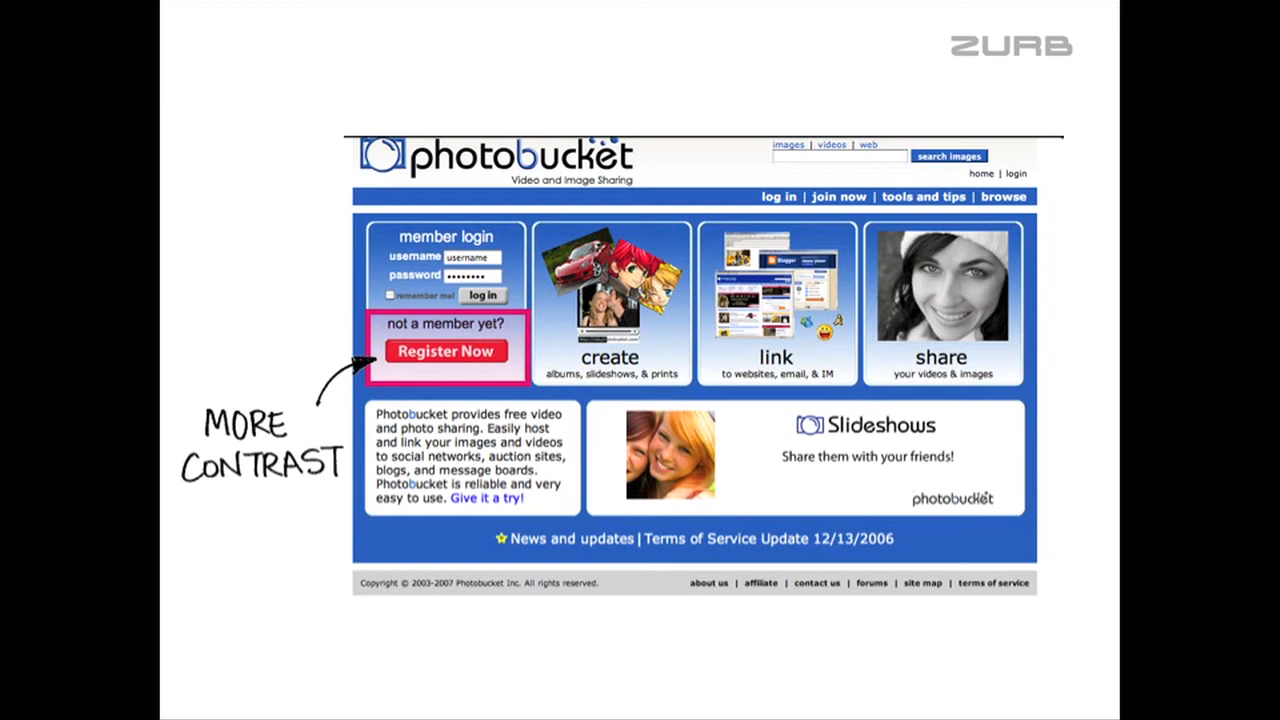 ZURB
photobucket
Video and Image Sharing
images | videos | web
search images
home | login
log in | join now | tools and tips | browse
member login
username username
password ••••••••
remember me! log in
not a member yet?
Register Now
create
albums, slideshows, & prints
Blogger
link
to websites, email, & IM
share
your videos & images
MORE
CONTRAST
Photobucket provides free video
and photo sharing. Easily host
and link your images and videos
to social networks, auction sites,
blogs, and message boards.
Photobucket is reliable and very
easy to use. Give it a try!
Slideshows
Share them with your friends!
photobucket
News and updates | Terms of Service Update 12/13/2006
Copyright © 2003-2007 Photobucket Inc. All rights reserved.
about us | affiliate | contact us | forums | site map | terms of service